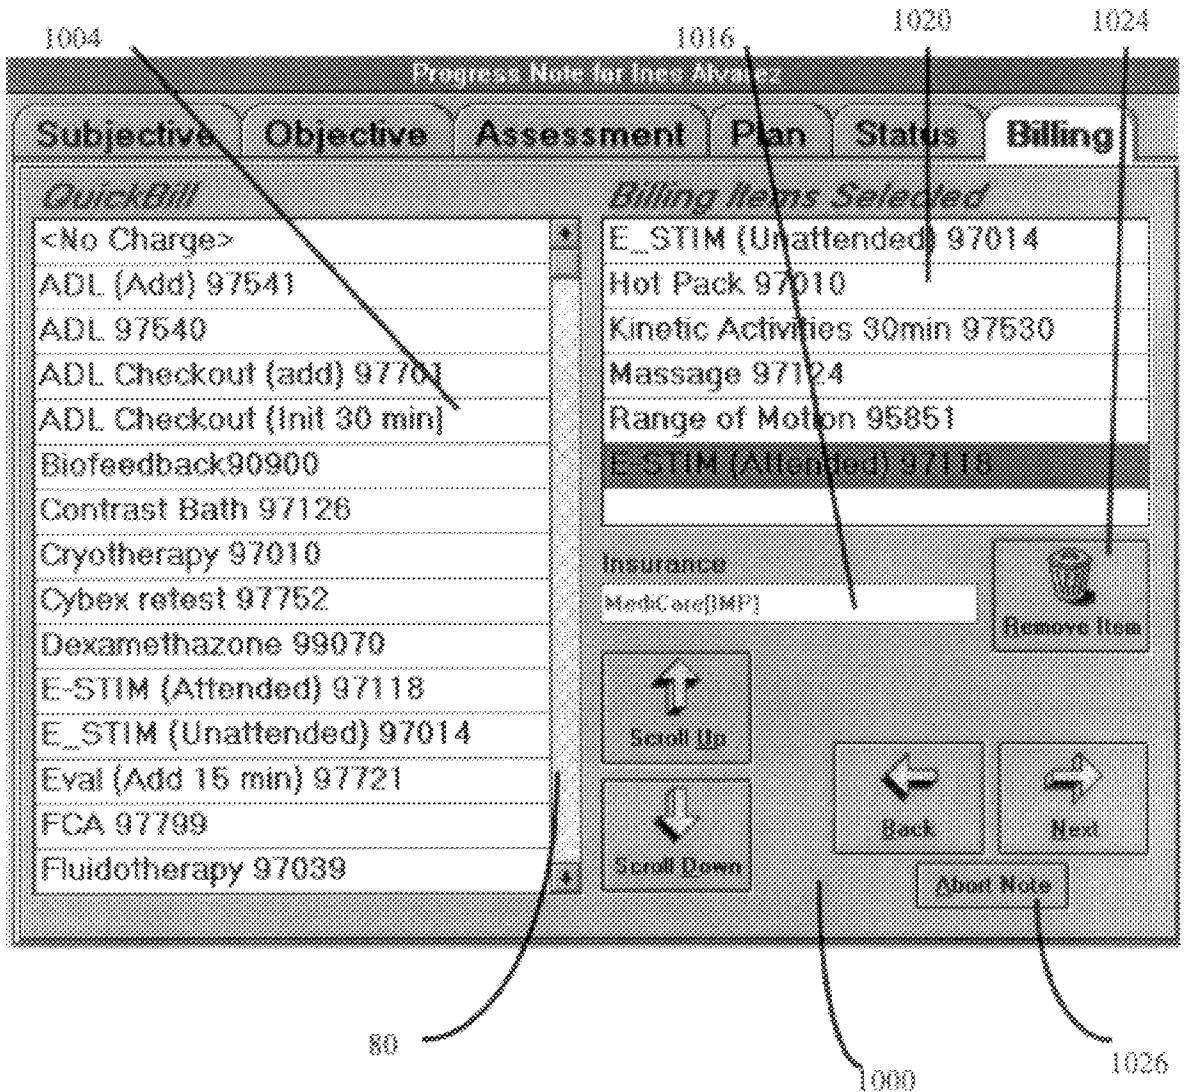 1004 1016 1020 1024
Progress Note for Ines Alvarez
Subjective Objective Assessment Plan Status Billing
QuickBill
<No Charge>
ADL (Add) 97541
ADL 97540
ADL Checkout (add) 97701
ADL Checkout (Init 30 min)
Biofeedback90900
Contrast Bath 97126
Cryotherapy 97010
Cybex retest 97752
Dexamethazone 99070
E-STIM (Attended) 97118
E_STIM (Unattended) 97014
Eval (Add 15 min) 97721
FCA 97799
Fluidotherapy 97039
Billing Items Selected
E_STIM (Unattended) 97014
Hot Pack 97010
Kinetic Activities 30min 97530
Massage 97124
Range of Motion 95851
E-STIM (Attended) 97118
Insurance
MediCare[IMP]
Remove Item
Scroll Up
Scroll Down
Back
Next
Abort Note
80
1000
1026